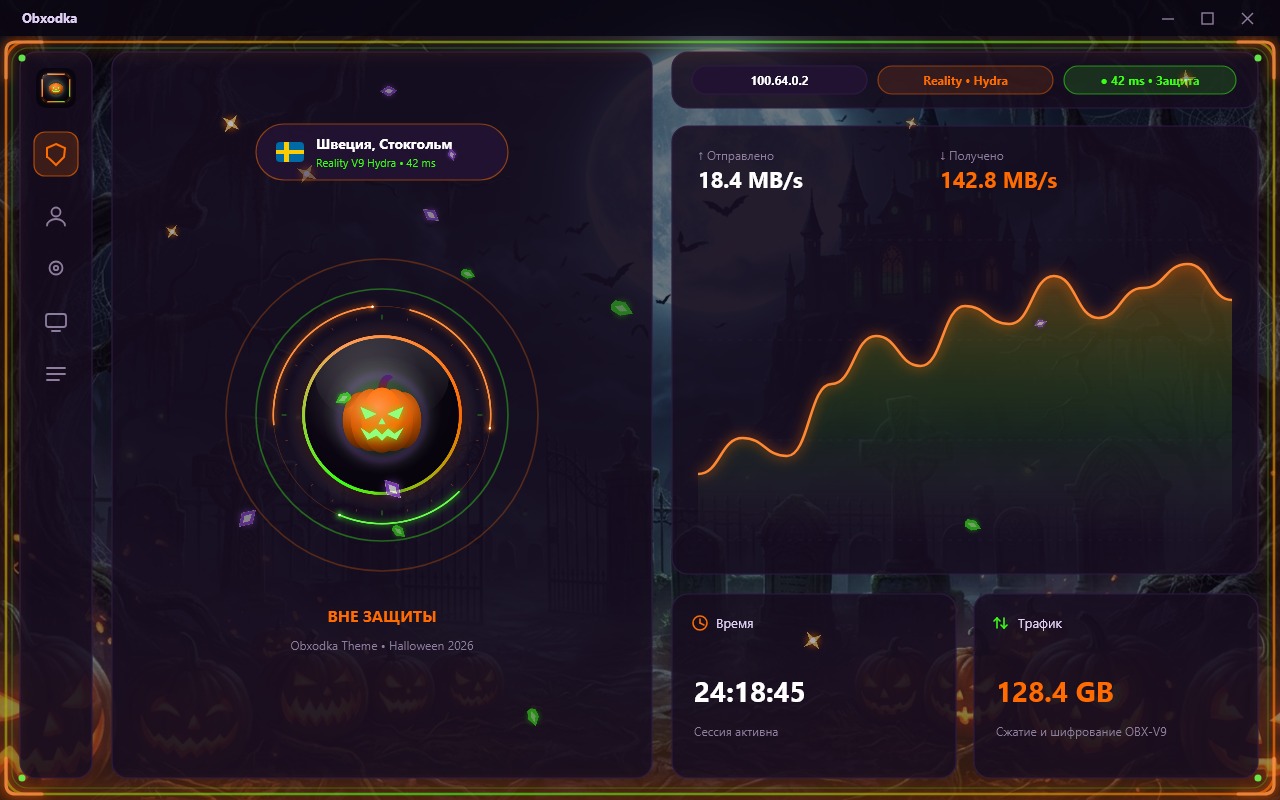 Obxodka
Швеция, Стокгольм
Reality V9 Hydra • 42 ms
ВНЕ ЗАЩИТЫ
Obxodka Theme • Halloween 2026
100.64.0.2
Reality • Hydra
● 42 ms • Защита
↑ Отправлено
18.4 MB/s
↓ Получено
142.8 MB/s
Время
24:18:45
Сессия активна
Трафик
128.4 GB
Сжатие и шифрование OBX-V9